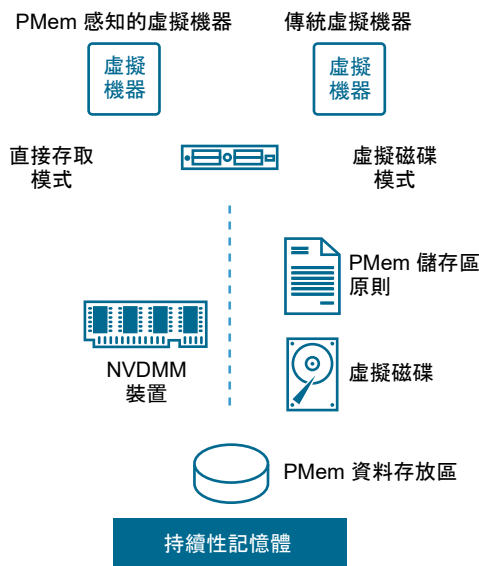 PMem 感知的虛擬機器
傳統虛擬機器
虛擬
機器
虛擬
機器
直接存取
模式
虛擬磁碟
模式
PMem 儲存區
原則
NVDMM
裝置
虛擬磁碟
PMem 資料存放區
持續性記憶體